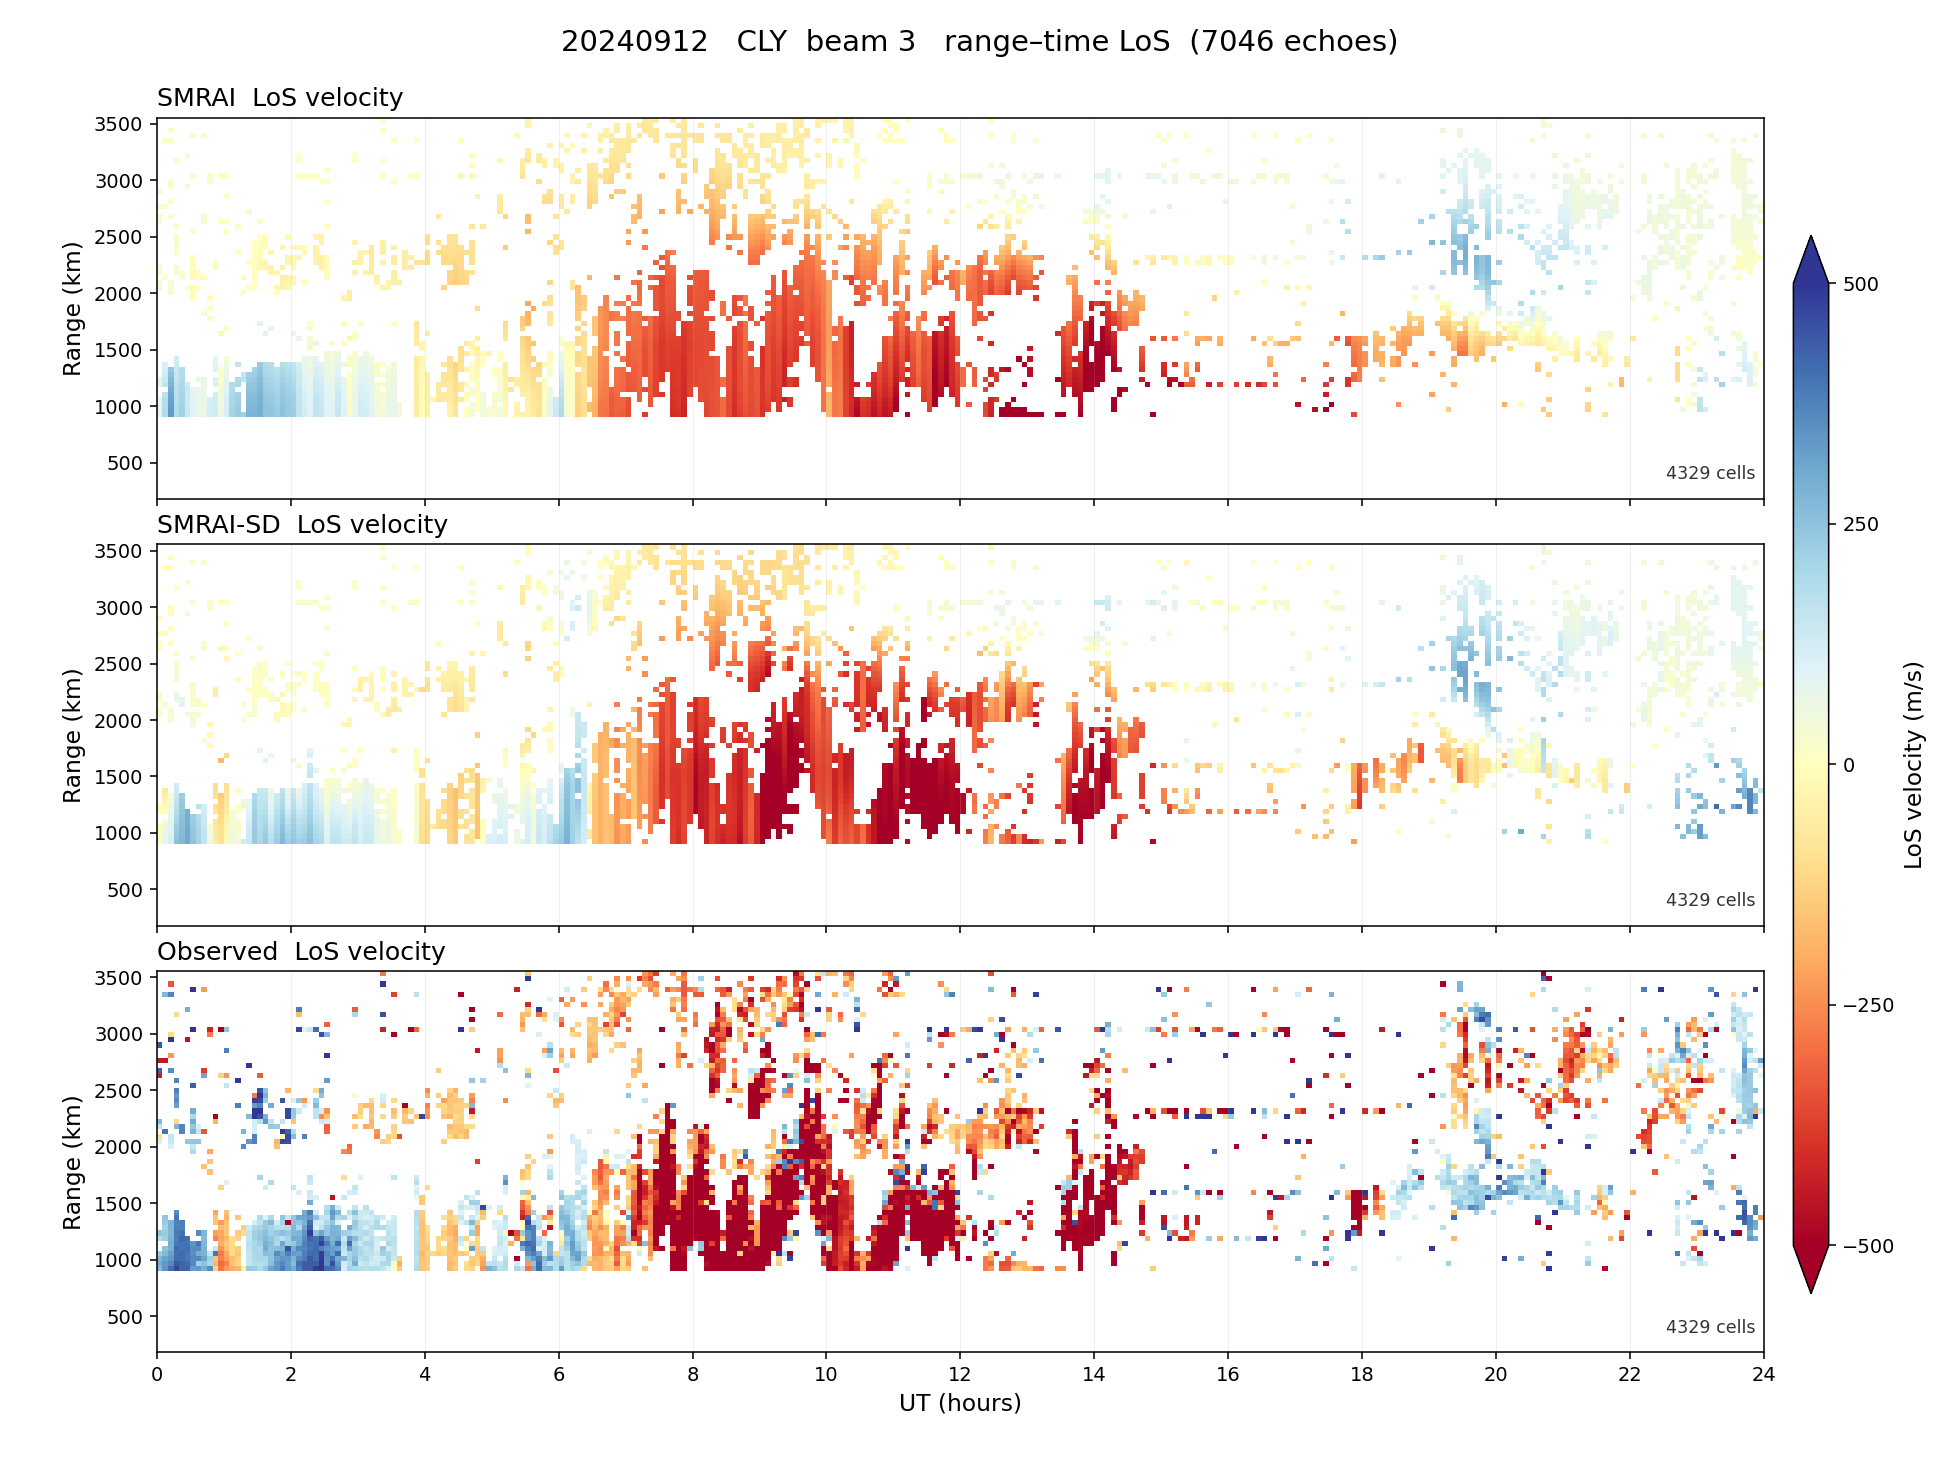 20240912   CLY  beam 3   range–time LoS  (7046 echoes)
SMRAI  LoS velocity
3500
3000
2500
2000
1500
1000
500
Range (km)
4329 cells
SMRAI-SD  LoS velocity
3500
3000
2500
2000
1500
1000
500
Range (km)
4329 cells
Observed  LoS velocity
3500
3000
2500
2000
1500
1000
500
Range (km)
4329 cells
0 2 4 6 8 10 12 14 16 18 20 22 24
UT (hours)
500
250
0
−250
−500
LoS velocity (m/s)